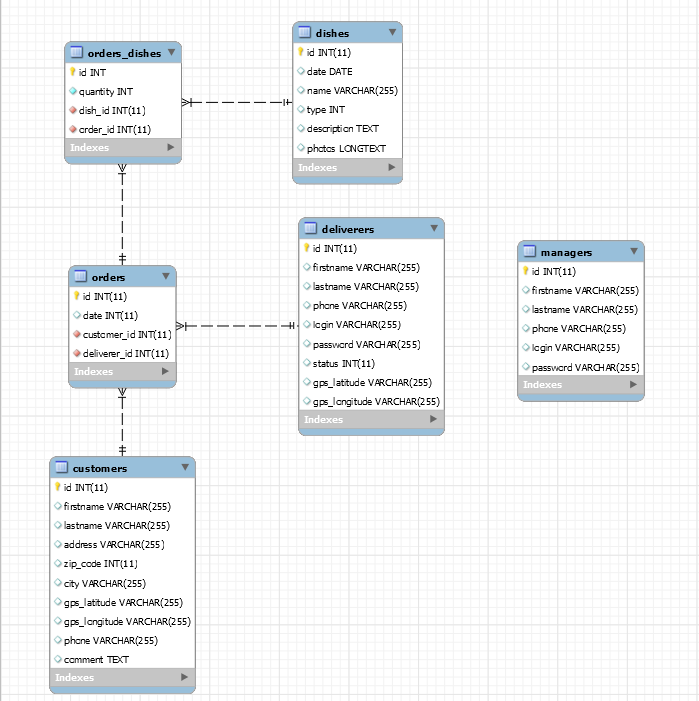 dishes
id INT(11)
date DATE
name VARCHAR(255)
type INT
description TEXT
photos LONGTEXT
Indexes
orders_dishes
id INT
quantity INT
dish_id INT(11)
order_id INT(11)
Indexes
deliverers
id INT(11)
firstname VARCHAR(255)
lastname VARCHAR(255)
phone VARCHAR(255)
login VARCHAR(255)
password VARCHAR(255)
status INT(11)
gps_latitude VARCHAR(255)
gps_longitude VARCHAR(255)
Indexes
managers
id INT(11)
firstname VARCHAR(255)
lastname VARCHAR(255)
phone VARCHAR(255)
login VARCHAR(255)
password VARCHAR(255)
Indexes
orders
id INT(11)
date INT(11)
customer_id INT(11)
deliverer_id INT(11)
Indexes
customers
id INT(11)
firstname VARCHAR(255)
lastname VARCHAR(255)
address VARCHAR(255)
zip_code INT(11)
city VARCHAR(255)
gps_latitude VARCHAR(255)
gps_longitude VARCHAR(255)
phone VARCHAR(255)
comment TEXT
Indexes